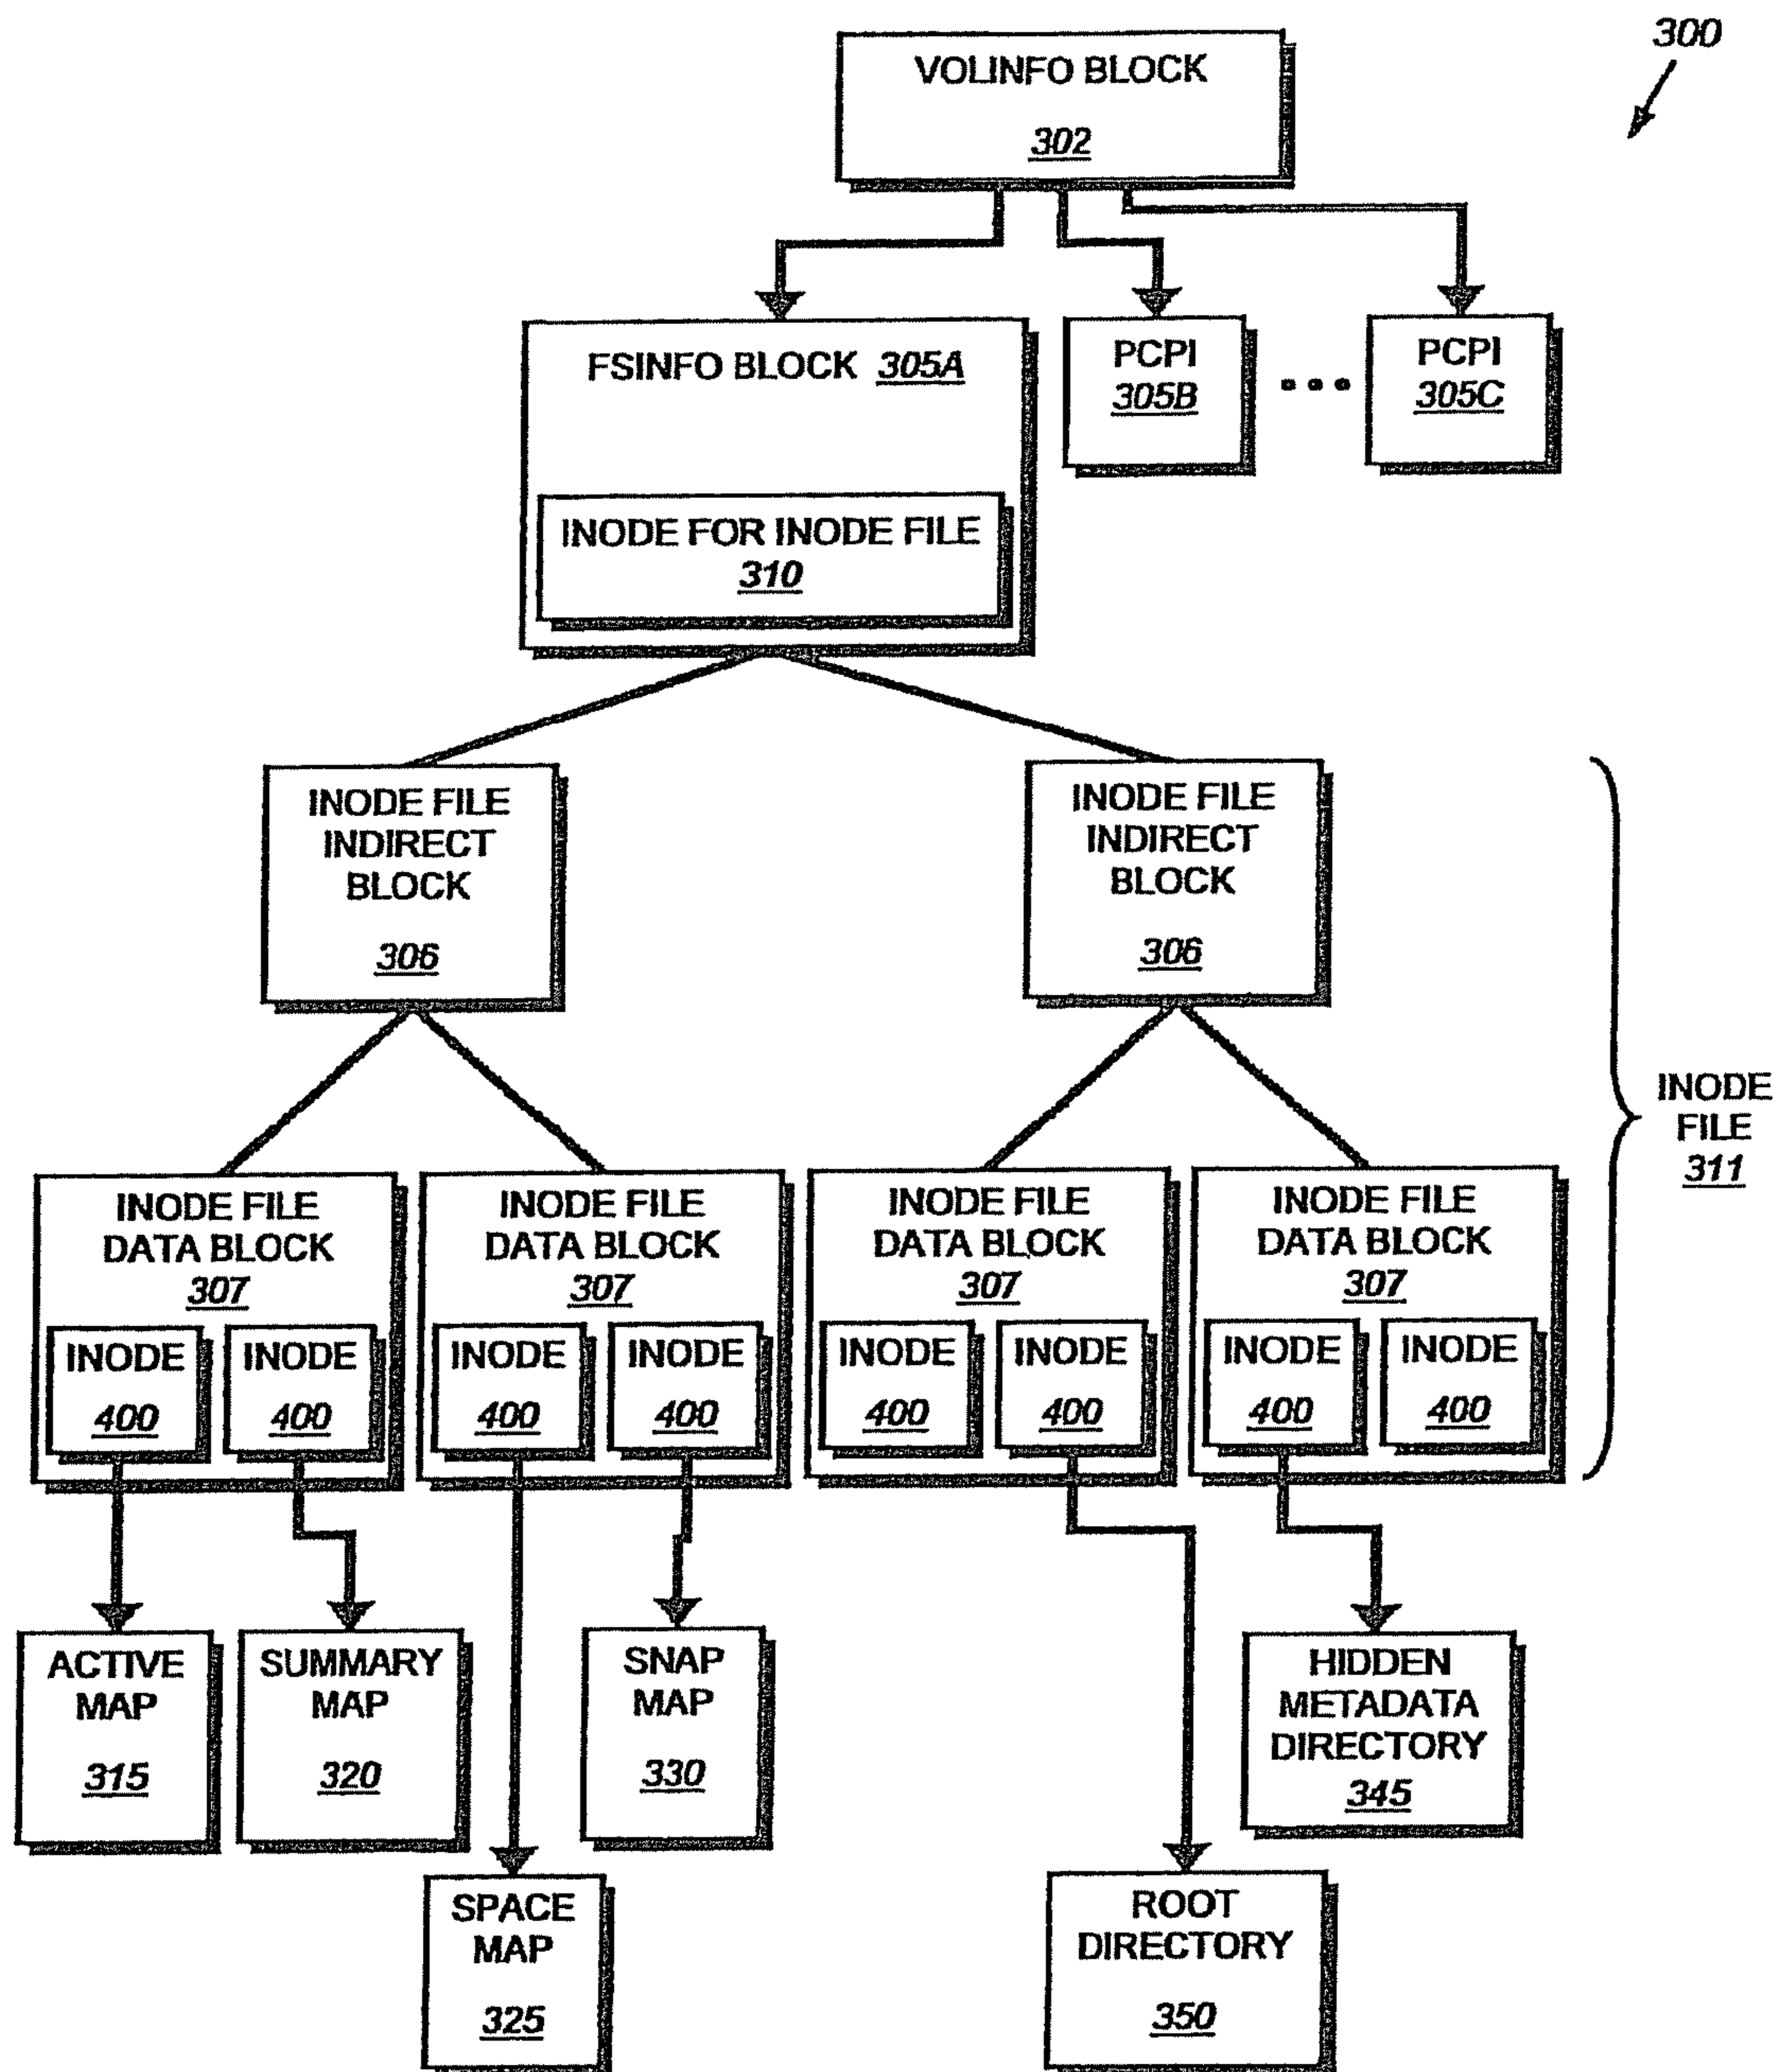 300
VOLINFO BLOCK
302
FSINFO BLOCK 305A
PCPI
305B
...
PCPI
305C
INODE FOR INODE FILE
310
INODE FILE
INDIRECT
BLOCK
306
INODE FILE
INDIRECT
BLOCK
306
INODE
FILE
311
INODE FILE
DATA BLOCK
307
INODE
400
INODE
400
INODE FILE
DATA BLOCK
307
INODE
400
INODE
400
INODE FILE
DATA BLOCK
307
INODE
400
INODE
400
INODE FILE
DATA BLOCK
307
INODE
400
INODE
400
ACTIVE
MAP
315
SUMMARY
MAP
320
SNAP
MAP
330
HIDDEN
METADATA
DIRECTORY
345
SPACE
MAP
325
ROOT
DIRECTORY
350